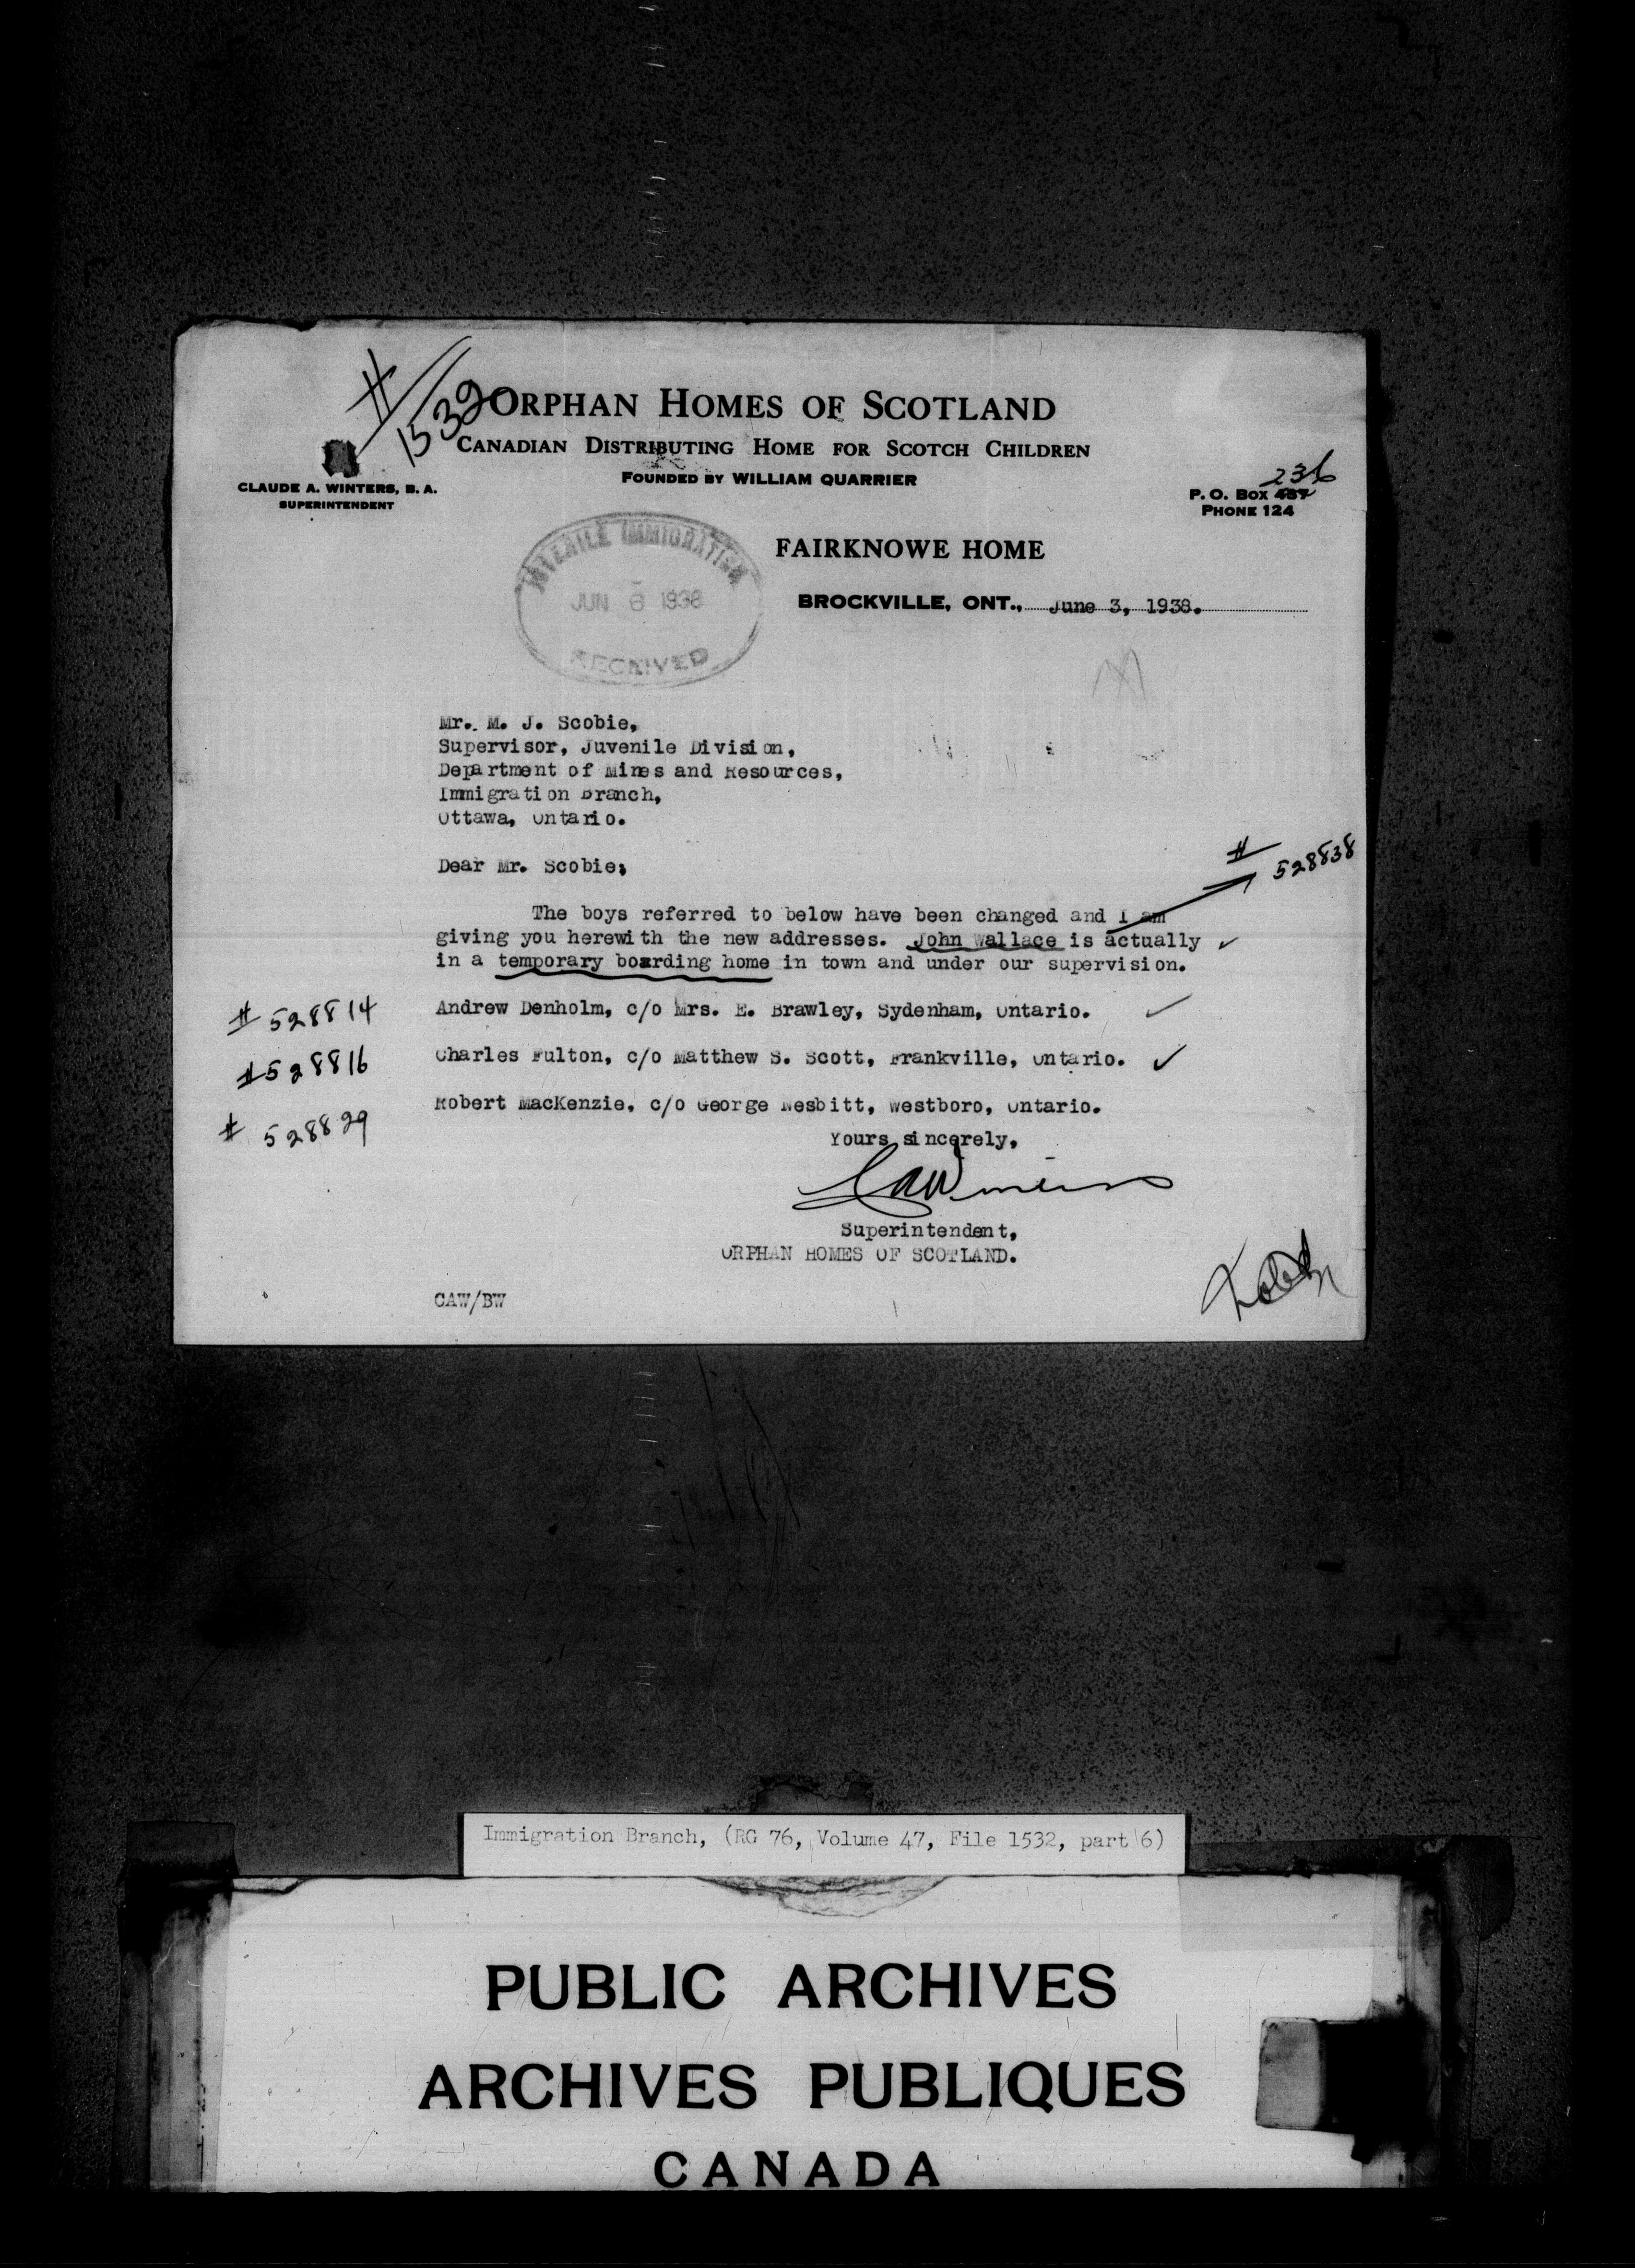 # 1532
ORPHAN HOMES OF SCOTLAND
CANADIAN DISTRIBUTING HOME FOR SCOTCH CHILDREN
FOUNDED BY WILLIAM QUARRIER
CLAUDE A. WINTERS, B. A.
SUPERINTENDENT
236
P. O. BOX 457
PHONE 124
JUVENILE IMMIGRATION
JUN 6 1938
RECEIVED
FAIRKNOWE HOME
BROCKVILLE, ONT., June 3, 1938.
Mr. M. J. Scobie,
Supervisor, Juvenile Division,
Department of Mines and Resources,
Immigration Branch,
Ottawa, Ontario.
Dear Mr. Scobie;
# 528838
The boys referred to below have been changed and I am
giving you herewith the new addresses. John Wallace is actually ✓
in a temporary boarding home in town and under our supervision.
# 528814 Andrew Denholm, c/o Mrs. E. Brawley, Sydenham, Ontario. ✓
# 528816 Charles Fulton, c/o Matthew S. Scott, Frankville, Ontario. ✓
# 528829 Robert MacKenzie, c/o George Nesbitt, Westboro, Ontario.
Yours sincerely,
CAWinters
Superintendent,
ORPHAN HOMES OF SCOTLAND.
CAW/BW
Immigration Branch, (RG 76, Volume 47, File 1532, part 6)
PUBLIC ARCHIVES
ARCHIVES PUBLIQUES
CANADA